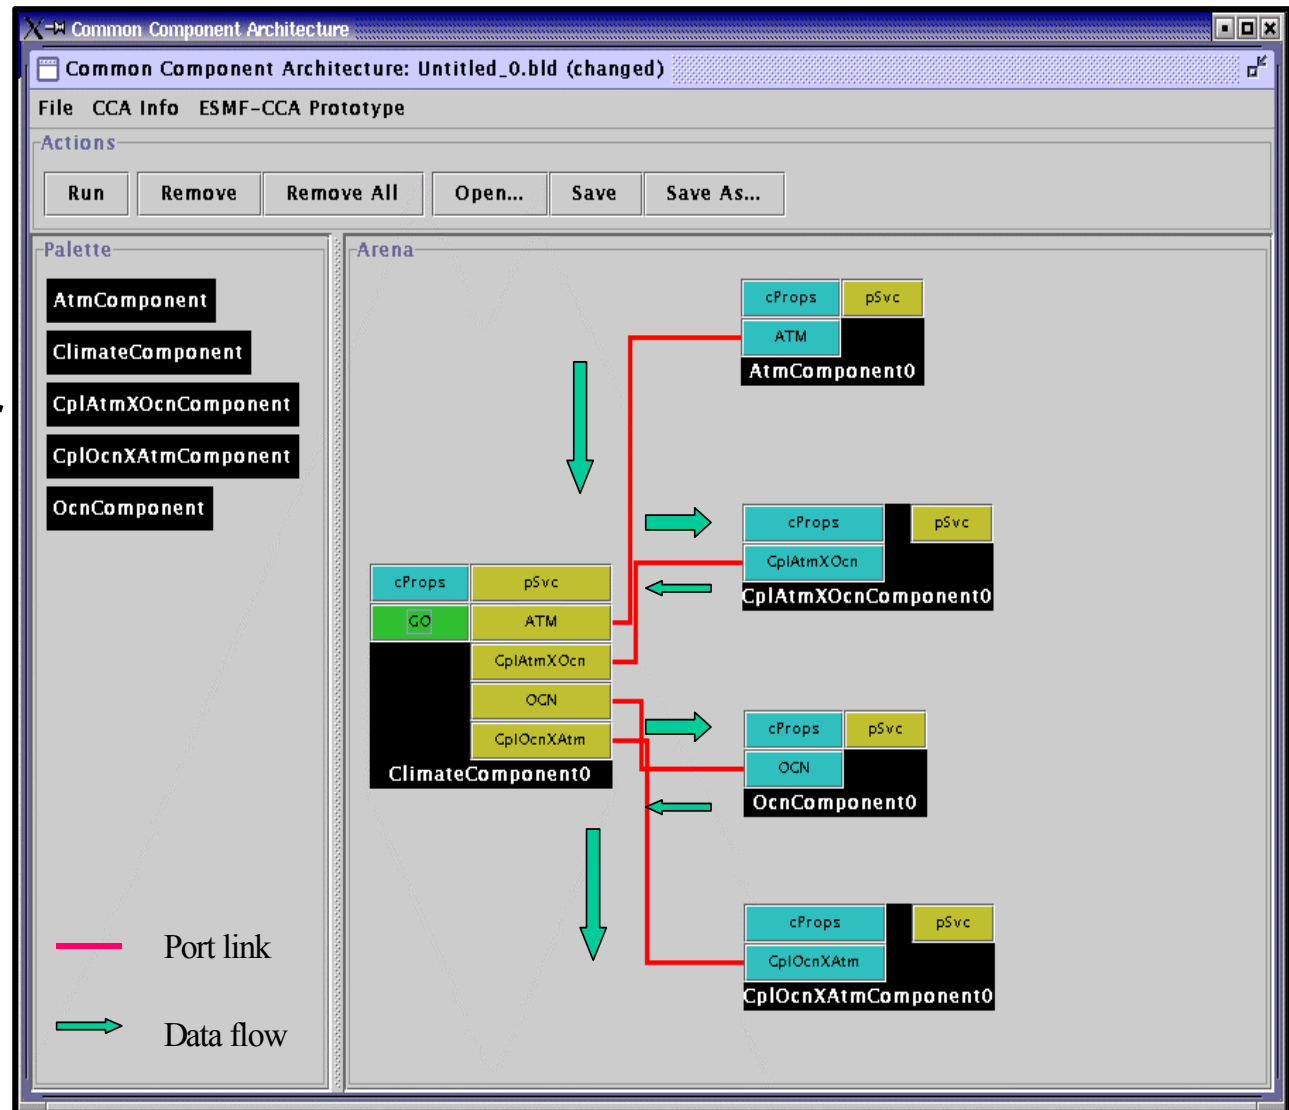 Common Component Architecture
Common Component Architecture: Untitled_0.bld (changed)
File CCA Info ESMF-CCA Prototype
Actions
Run Remove Remove All Open... Save Save As...
Palette
AtmComponent
ClimateComponent
CplAtmXOcnComponent
CplOcnXAtmComponent
OcnComponent
Port link
Data flow
Arena
cProps pSvc
ATM
AtmComponent0
cProps pSvc
CplAtmXOcn
CplAtmXOcnComponent0
cProps pSvc
GO ATM
CplAtmXOcn
OCN
CplOcnXAtm
ClimateComponent0
cProps pSvc
OCN
OcnComponent0
cProps pSvc
CplOcnXAtm
CplOcnXAtmComponent0